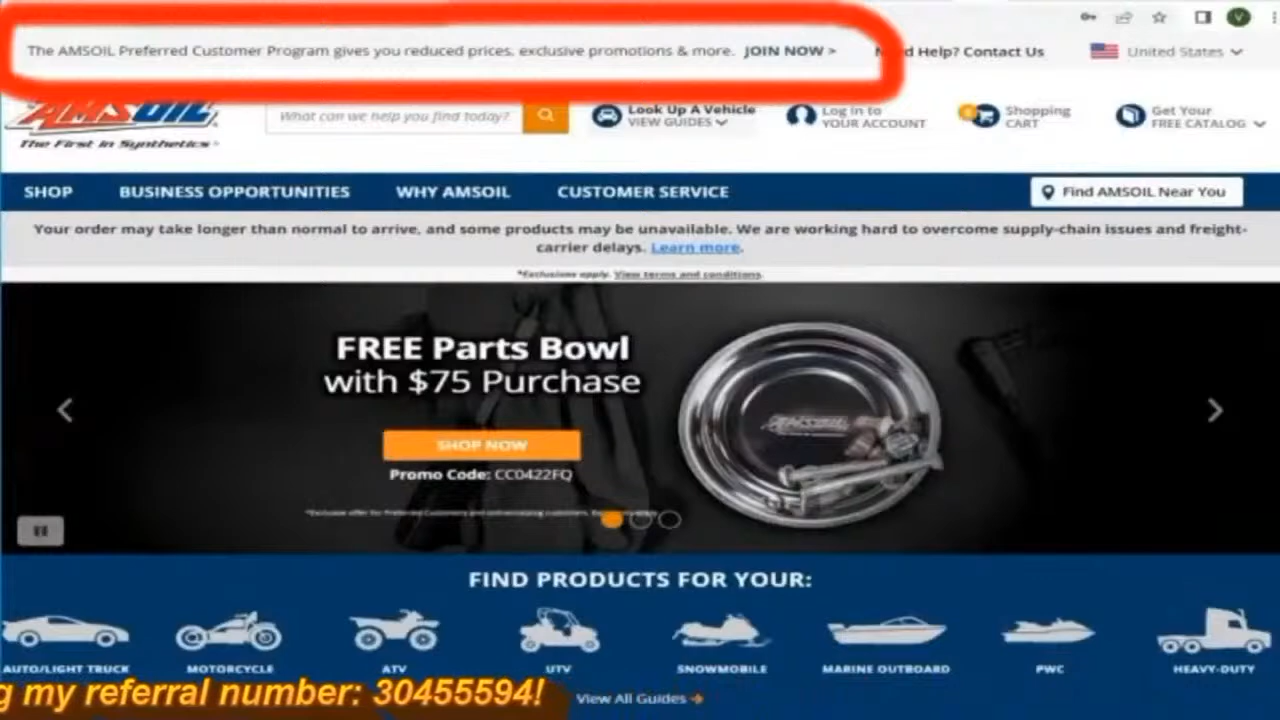 The AMSOIL Preferred Customer Program gives you reduced prices, exclusive promotions & more. JOIN NOW >
Help? Contact Us
United States
V
AMSOIL
The First in Synthetics
What can we help you find today?
Look Up A Vehicle
VIEW GUIDES
Log in to
YOUR ACCOUNT
Shopping
CART
Get Your
FREE CATALOG
SHOP
BUSINESS OPPORTUNITIES
WHY AMSOIL
CUSTOMER SERVICE
Find AMSOIL Near You
Your order may take longer than normal to arrive, and some products may be unavailable. We are working hard to overcome supply-chain issues and freight-
carrier delays. Learn more.
*Exclusions apply. View terms and conditions.
FREE Parts Bowl
with $75 Purchase
SHOP NOW
Promo Code: CC0422FQ
AMSOIL
FIND PRODUCTS FOR YOUR:
AUTO/LIGHT TRUCK
MOTORCYCLE
ATV
UTV
SNOWMOBILE
MARINE OUTBOARD
PWC
HEAVY-DUTY
my referral number: 30455594!
View All Guides